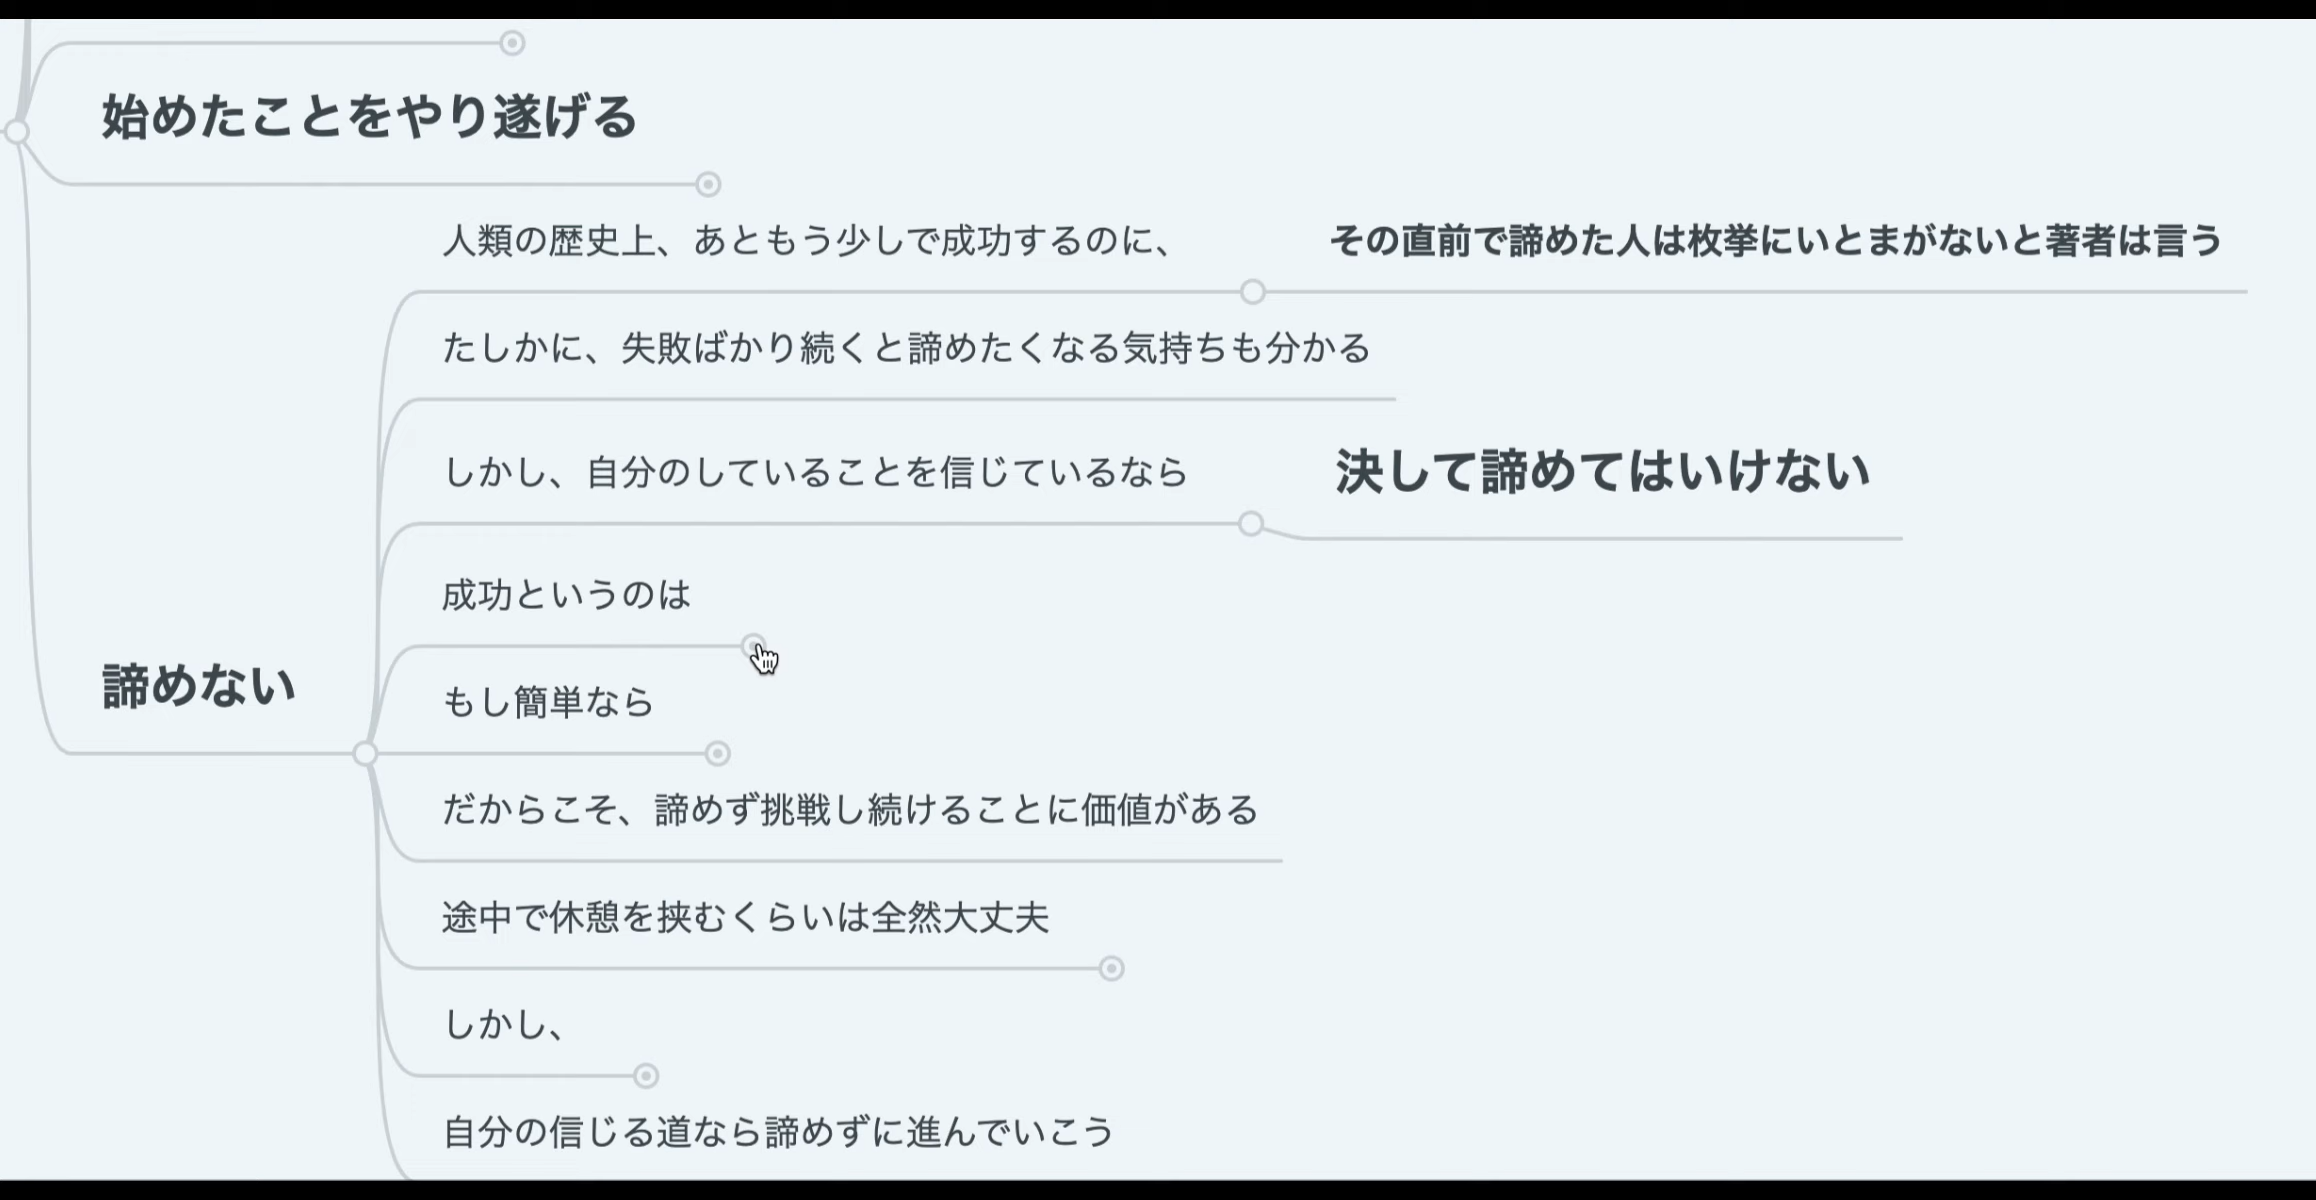 始めたことをやり遂げる
人類の歴史上、あともう少しで成功するのに、
その直前で諦めた人は枚挙にいとまがないと著者は言う
たしかに、失敗ばかり続くと諦めたくなる気持ちも分かる
しかし、自分のしていることを信じているなら
決して諦めてはいけない
成功というのは
諦めない
もし簡単なら
だからこそ、諦めず挑戦し続けることに価値がある
途中で休憩を挟むくらいは全然大丈夫
しかし、
自分の信じる道なら諦めずに進んでいこう